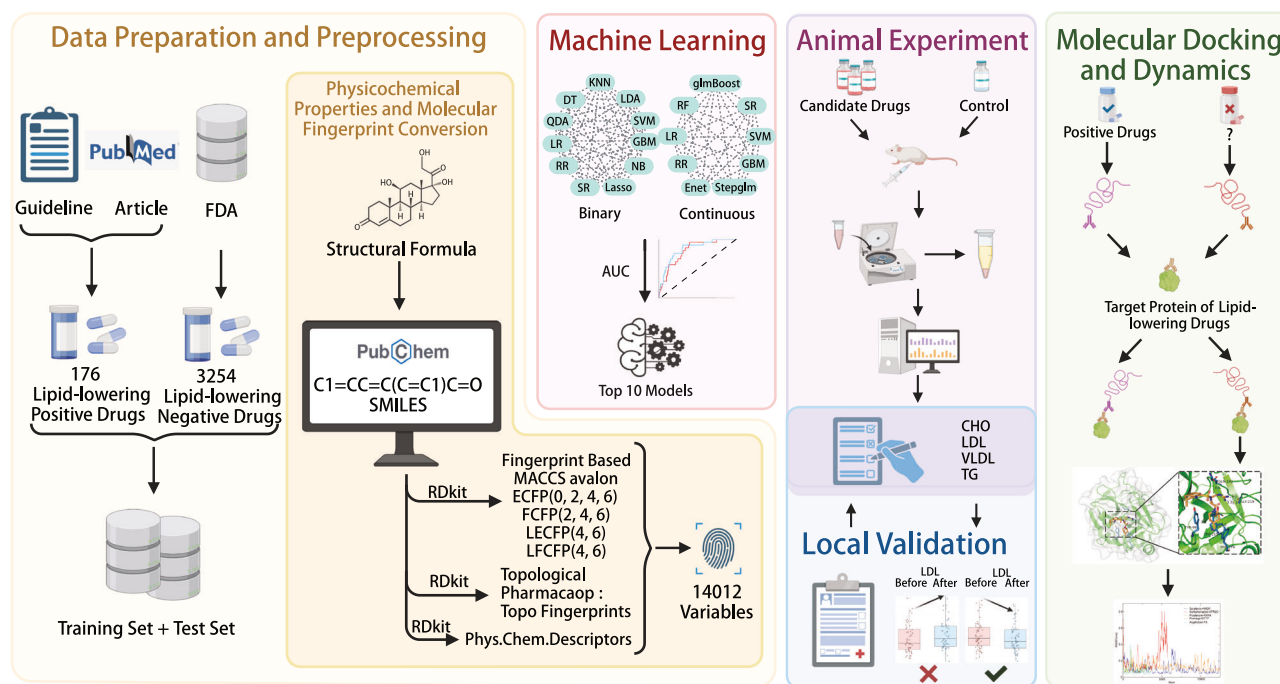 Data Preparation and Preprocessing
PubMed
Guideline
Article
FDA
176
Lipid-lowering
Positive Drugs
3254
Lipid-lowering
Negative Drugs
Training Set + Test Set
Physicochemical
Properties and Molecular
Fingerprint Conversion
OH
O
HO
OH
O
Structural Formula
PubChem
C1=CC=C(C=C1)C=O
SMILES
RDkit
Fingerprint Based
MACCS avalon
ECFP(0, 2, 4, 6)
FCFP(2, 4, 6)
LECFP(4, 6)
LFCFP(4, 6)
RDkit
Topological
Pharmacaop :
Topo Fingerprints
RDkit
Phys.Chem.Descriptors
14012
Variables
Machine Learning
KNN
DT
LDA
QDA
SVM
LR
GBM
RR
NB
SR
Lasso
Binary
glmBoost
RF
SR
LR
SVM
RR
GBM
Enet
Stepglm
Continuous
AUC
Top 10 Models
Animal Experiment
Candidate Drugs
Control
CHO
LDL
VLDL
TG
Local Validation
LDL
Before After
LDL
Before After
Molecular Docking
and Dynamics
Positive Drugs
?
Target Protein of Lipid-
lowering Drugs